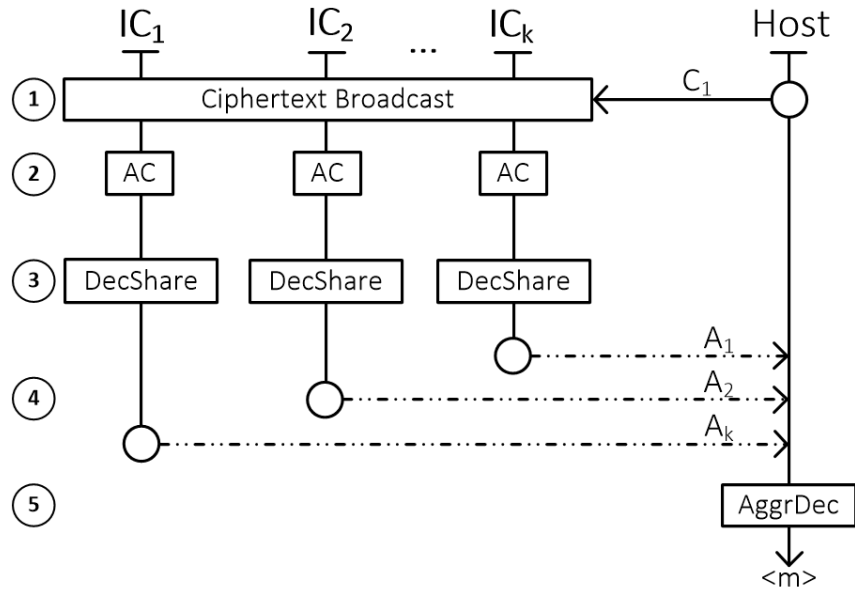 IC₁ IC₂ ... ICₖ Host
1 Ciphertext Broadcast C₁
2 AC AC AC
3 DecShare DecShare DecShare
A₁
4 A₂
Aₖ
5 AggrDec
<m>